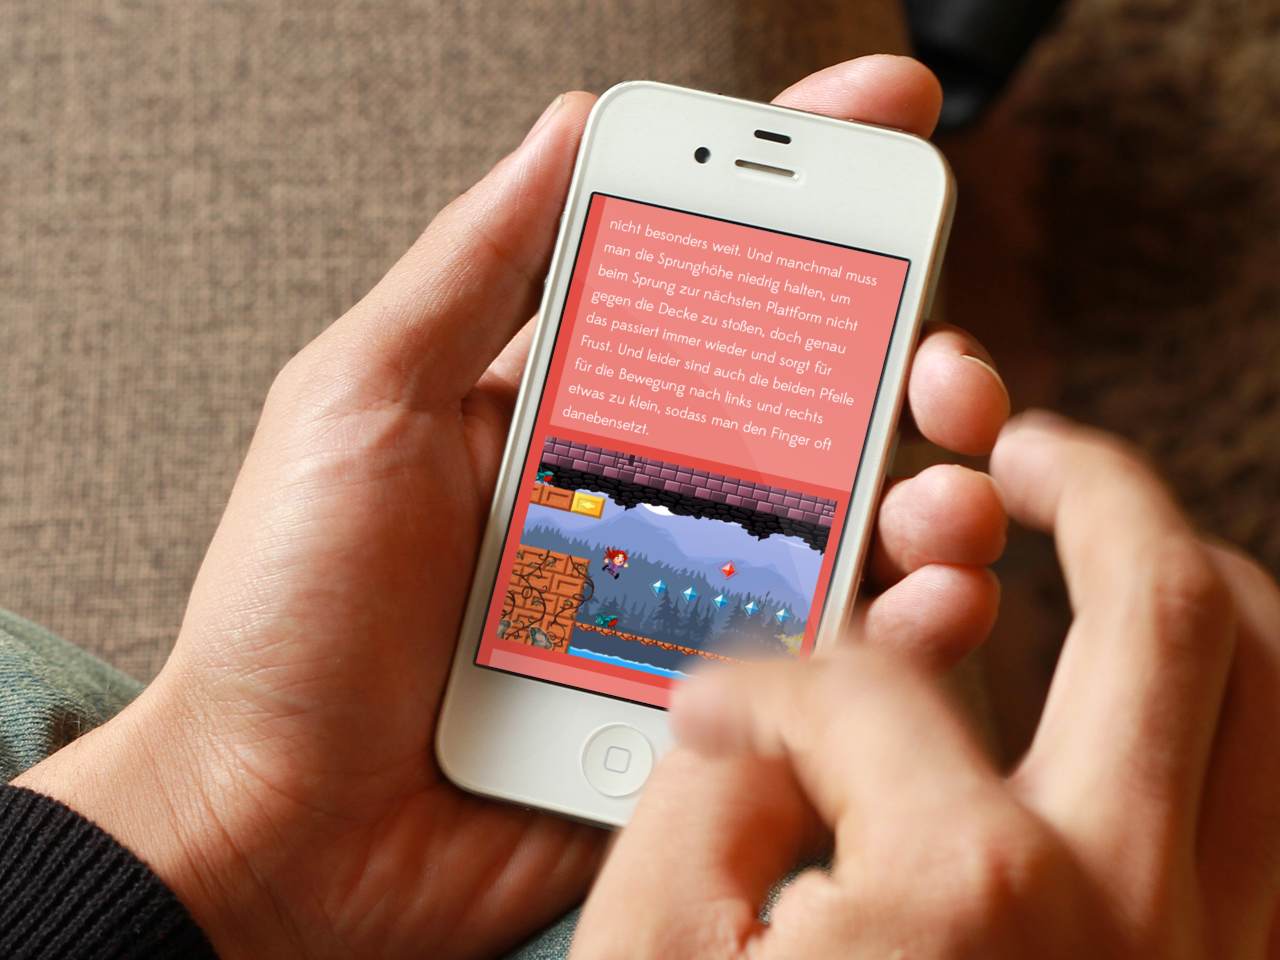 nicht besonders weit. Und manchmal muss
man die Sprunghöhe niedrig halten, um
beim Sprung zur nächsten Plattform nicht
gegen die Decke zu stoßen, doch genau
das passiert immer wieder und sorgt für
Frust. Und leider sind auch die beiden Pfeile
für die Bewegung nach links und rechts
etwas zu klein, sodass man den Finger oft
danebensetzt.